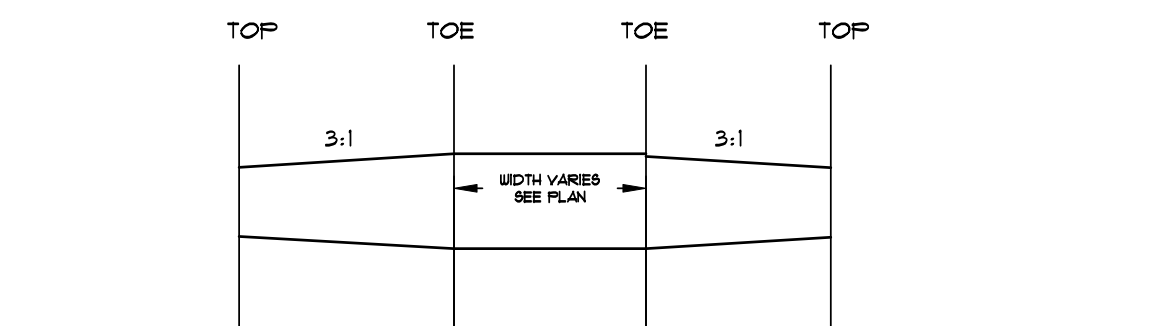 TOP TOE TOE TOP
3:1 3:1
WIDTH VARIES
SEE PLAN